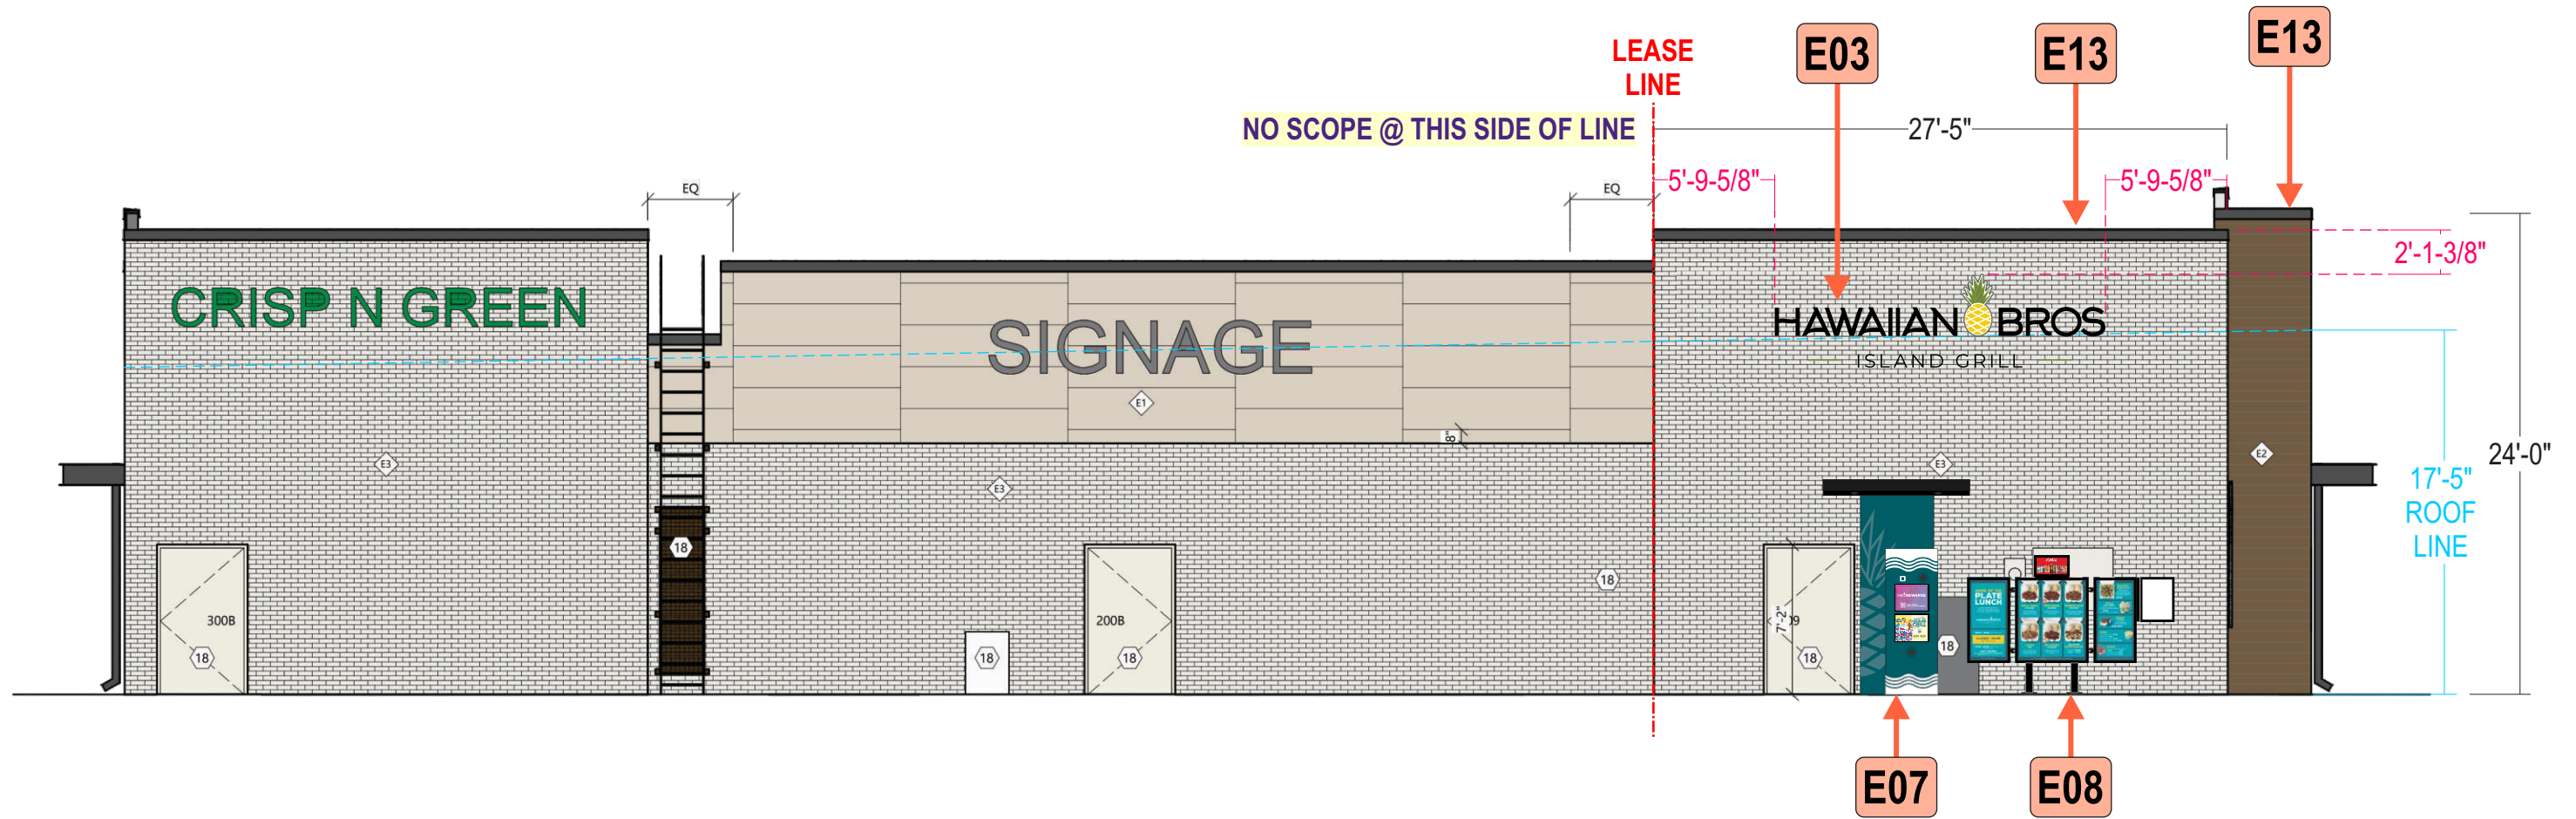 E13
E03
E13
LEASE
LINE
NO SCOPE @ THIS SIDE OF LINE
27'-5"
5'-9-5/8"
5'-9-5/8"
EQ
EQ
2'-1-3/8"
CRISP N GREEN
SIGNAGE
HAWAIIAN BROS
ISLAND GRILL
E1
8"
E3
E3
E3
E2
24'-0"
17'-5"
ROOF
LINE
18
18
300B
200B
7'-2"
PLATE
LUNCH
18
18
18
18
18
E07
E08